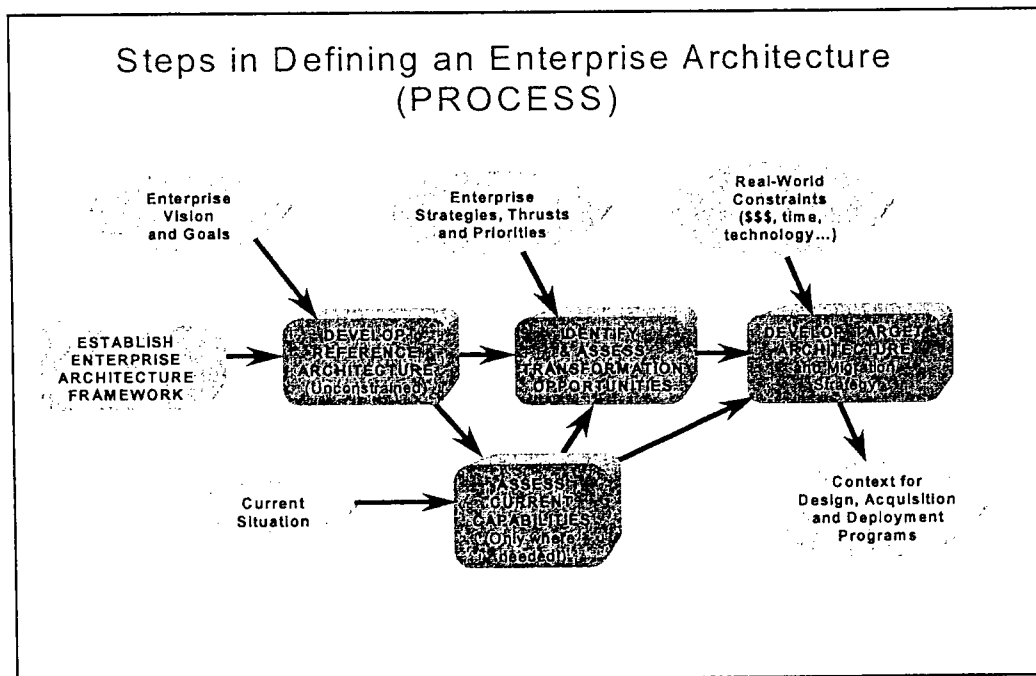 Steps in Defining an Enterprise Architecture
(PROCESS)
Enterprise
Vision
and Goals
Enterprise
Strategies, Thrusts
and Priorities
Real-World
Constraints
($$$, time,
technology...)
ESTABLISH
ENTERPRISE
ARCHITECTURE
FRAMEWORK
DEVELOP
REFERENCE
ARCHITECTURE
(Unconstrained)
IDENTIFY
& ASSESS
TRANSFORMATION
OPPORTUNITIES
DEVELOP TARGET
ARCHITECTURE
(and Migration
Strategy)
Current
Situation
ASSESS
CURRENT
CAPABILITIES
(Only where
needed!)
Context for
Design, Acquisition
and Deployment
Programs